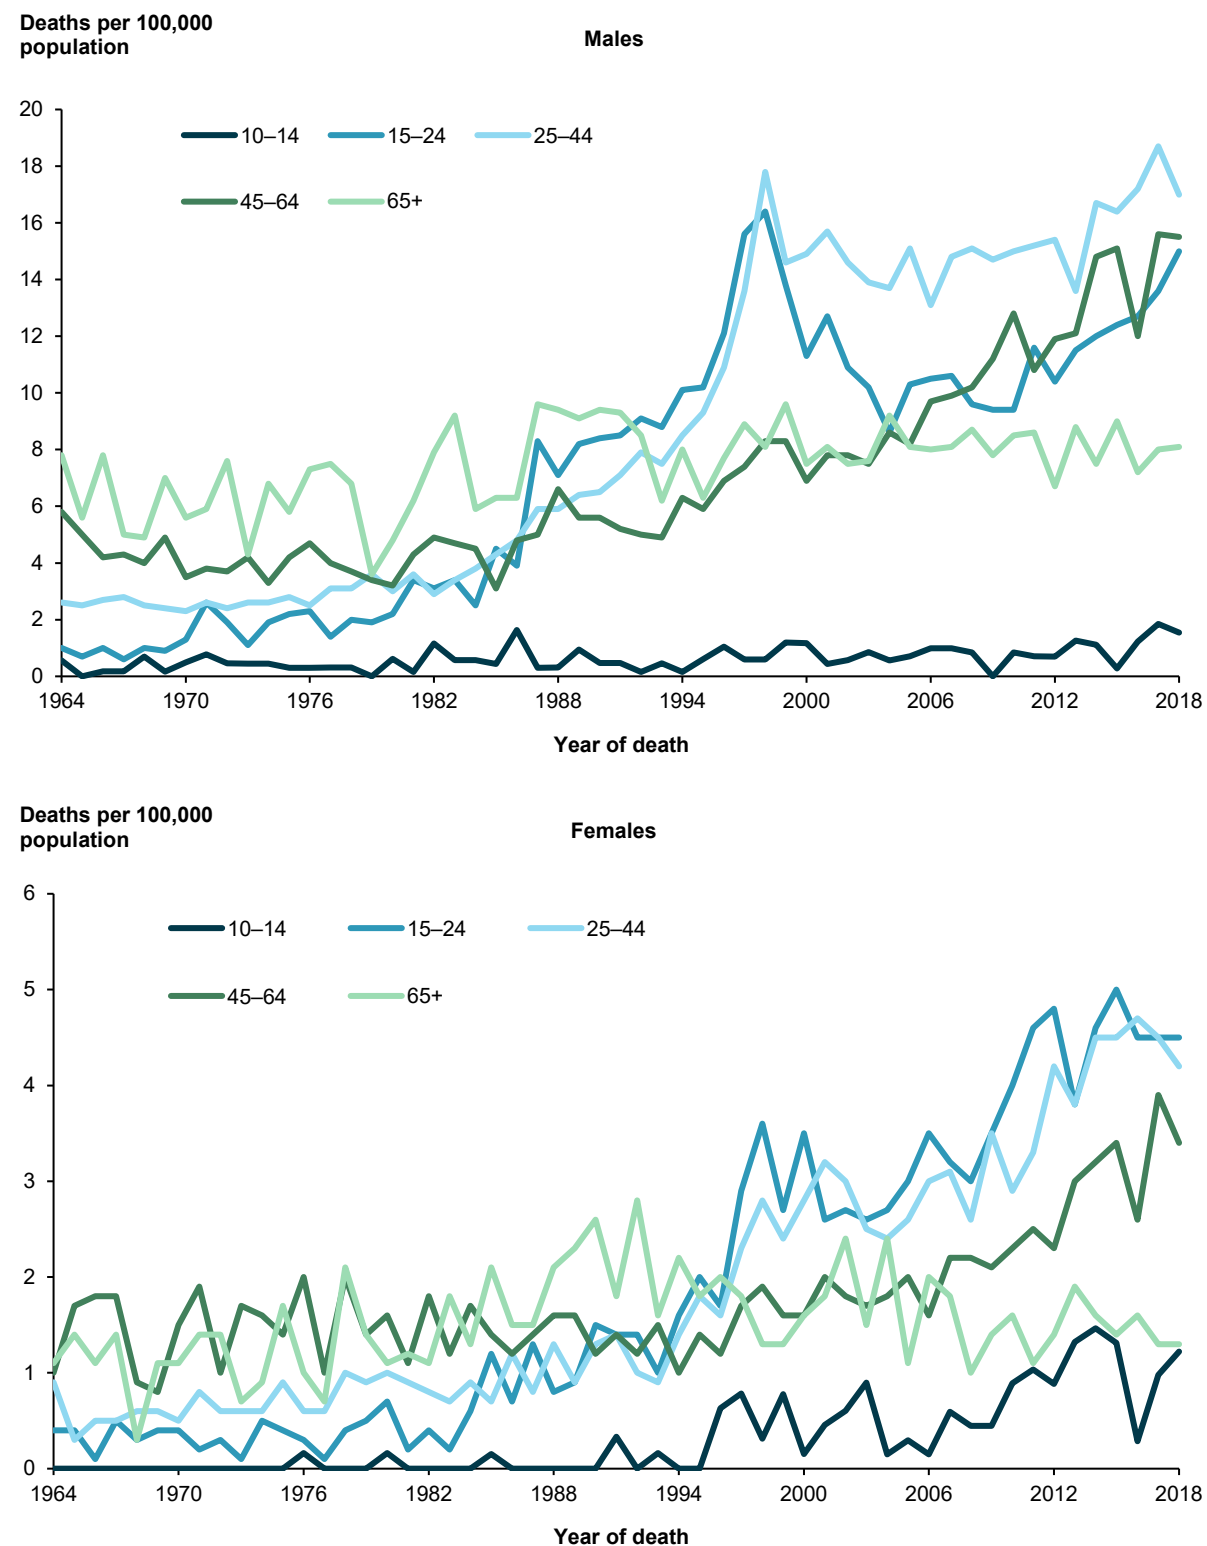 Deaths per 100,000
population
Males
20
18
16
14
12
10
8
6
4
2
0
10–14 15–24 25–44
45–64 65+
1964 1970 1976 1982 1988 1994 2000 2006 2012 2018
Year of death
Deaths per 100,000
population
Females
6
5
4
3
2
1
0
10–14 15–24 25–44
45–64 65+
1964 1970 1976 1982 1988 1994 2000 2006 2012 2018
Year of death